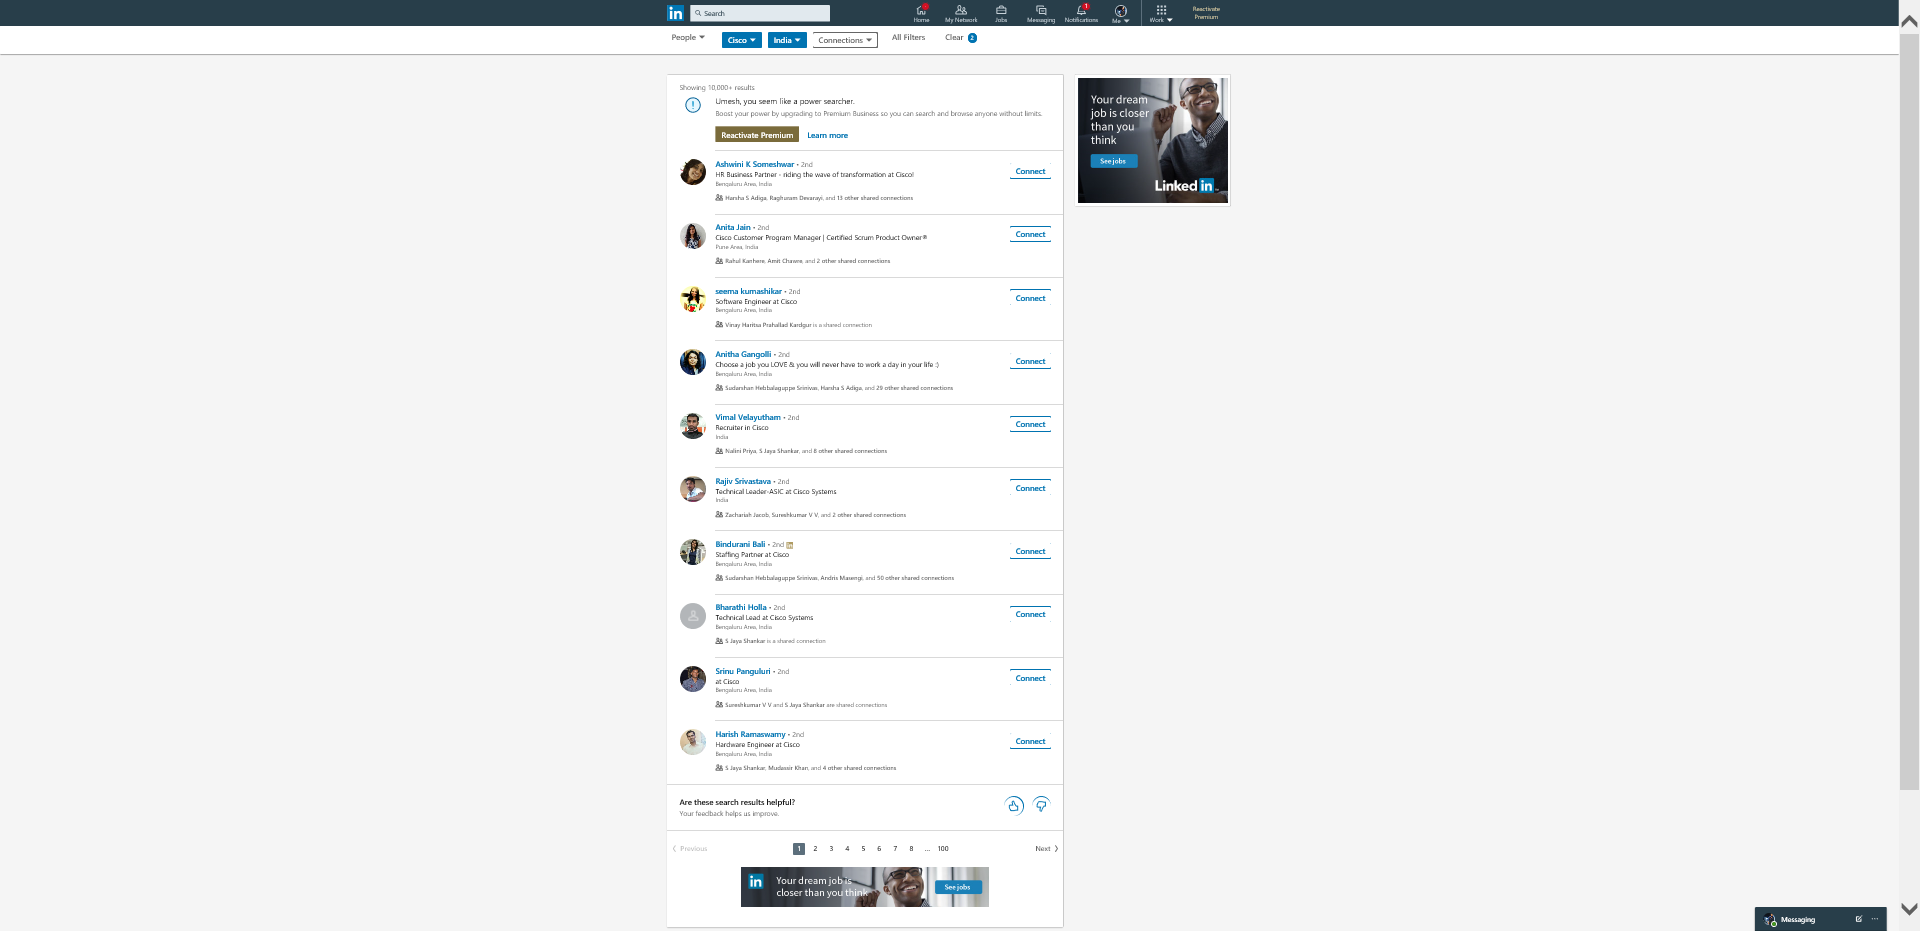 in
Search
Home
My Network
Jobs
Messaging
1
Notifications
Me
Work
Reactivate
Premium
People
Cisco
India
Connections
All Filters
Clear 2
Showing 10,000+ results
Umesh, you seem like a power searcher.
Boost your power by upgrading to Premium Business so you can search and browse anyone without limits.
Reactivate Premium
Learn more
Ashwini K Someshwar • 2nd
HR Business Partner - riding the wave of transformation at Cisco!
Bengaluru Area, India
Harsha S Adiga, Raghuram Devarayi, and 13 other shared connections
Connect
Anita Jain • 2nd
Cisco Customer Program Manager | Certified Scrum Product Owner®
Pune Area, India
Rahul Kanhere, Amit Chawre, and 2 other shared connections
Connect
seema kumashikar • 2nd
Software Engineer at Cisco
Bengaluru Area, India
Vinay Haritsa Prahallad Kardgur is a shared connection
Connect
Anitha Gangolli • 2nd
Choose a job you LOVE & you will never have to work a day in your life :)
Bengaluru Area, India
Sudarshan Hebbalaguppe Srinivas, Harsha S Adiga, and 29 other shared connections
Connect
Vimal Velayutham • 2nd
Recruiter in Cisco
India
Nalini Priya, S Jaya Shankar, and 8 other shared connections
Connect
Rajiv Srivastava • 2nd
Technical Leader-ASIC at Cisco Systems
India
Zachariah Jacob, Sureshkumar V V, and 2 other shared connections
Connect
Bindurani Bali • 2nd in
Staffing Partner at Cisco
Bengaluru Area, India
Sudarshan Hebbalaguppe Srinivas, Andris Masengi, and 50 other shared connections
Connect
Bharathi Holla • 2nd
Technical Lead at Cisco Systems
Bengaluru Area, India
S Jaya Shankar is a shared connection
Connect
Srinu Panguluri • 2nd
at Cisco
Bengaluru Area, India
Sureshkumar V V and S Jaya Shankar are shared connections
Connect
Harish Ramaswamy • 2nd
Hardware Engineer at Cisco
Bengaluru Area, India
S Jaya Shankar, Mudassir Khan, and 4 other shared connections
Connect
Are these search results helpful?
Your feedback helps us improve.
Previous 1 2 3 4 5 6 7 8 ... 100 Next
in
Your dream job is
closer than you think
See jobs
Your dream
job is closer
than you
think
See jobs
Linked in
Messaging